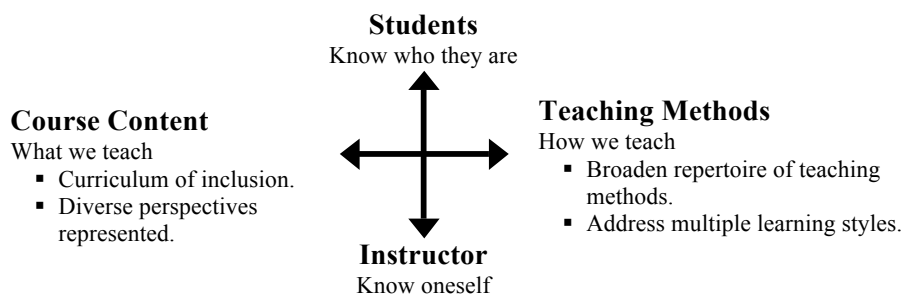 Students
Know who they are
Course Content
What we teach
▪ Curriculum of inclusion.
▪ Diverse perspectives
represented.
Teaching Methods
How we teach
▪ Broaden repertoire of teaching
methods.
▪ Address multiple learning styles.
Instructor
Know oneself